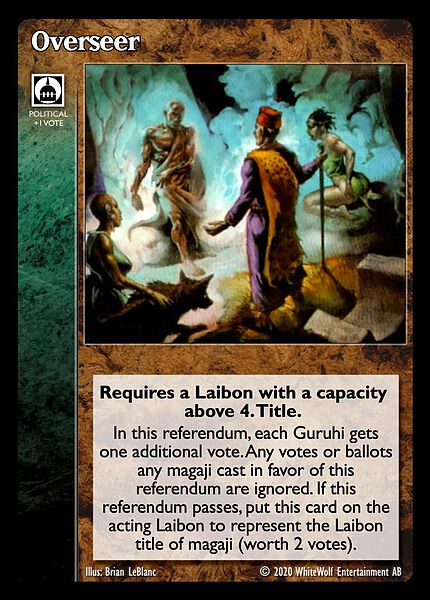 Overseer
POLITICAL
+1 VOTE
Requires a Laibon with a capacity
above 4. Title.
In this referendum, each Guruhi gets
one additional vote. Any votes or ballots
any magaji cast in favor of this
referendum are ignored. If this
referendum passes, put this card on the
acting Laibon to represent the Laibon
title of magaji (worth 2 votes).
Illus: Brian LeBlanc
© 2020 WhiteWolf Entertainment AB